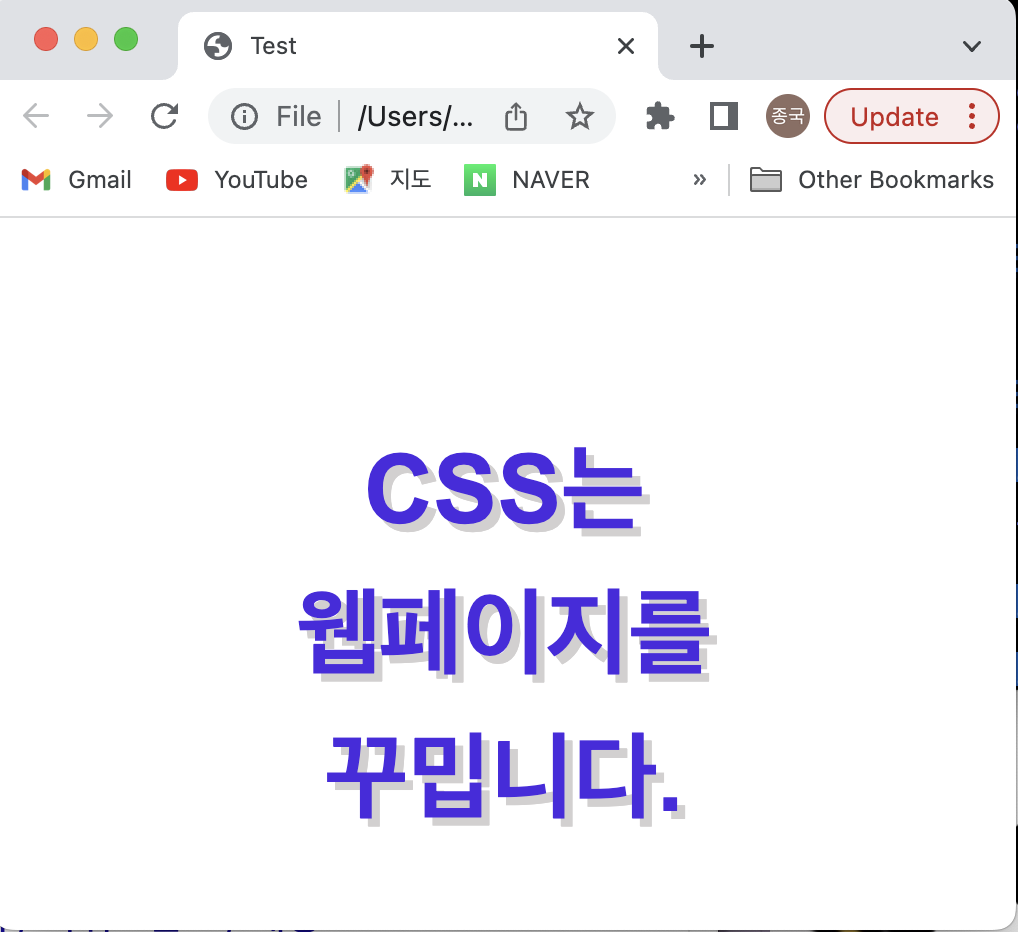 Test
File /Users/...
종국
Update
Gmail YouTube 지도 N NAVER » Other Bookmarks
CSS는
웹페이지를
꾸밉니다.